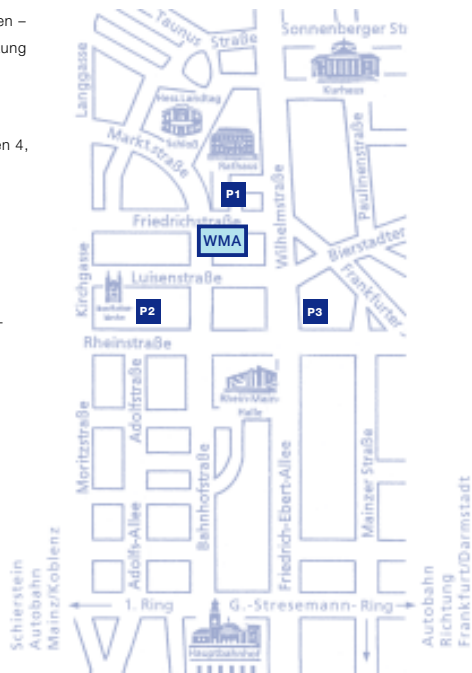 en –
ung
en 4,
-
Taunus Straße
Sonnenberger Str
Langgasse
Kurhaus
Hess. Landtag
Schloß
Marktstraße
Rathaus
Paulinenstraße
P1
Wilhelmstraße
Friedrichstraße
WMA
Bierstadter
Frankfurter
Kirchgasse
Luisenstraße
P2
P3
Rheinstraße
Adolfstraße
Rhein-Main-
Halle
Moritzstraße
Bahnhofstraße
Friedrich-Ebert-Allee
Mainzer Straße
Adolfs-Allee
Schierstein
Autobahn
Mainz/Koblenz
1. Ring
G.-Stresemann-Ring
Autobahn
Richtung
Frankfurt/Darmstadt
Hauptbahnhof